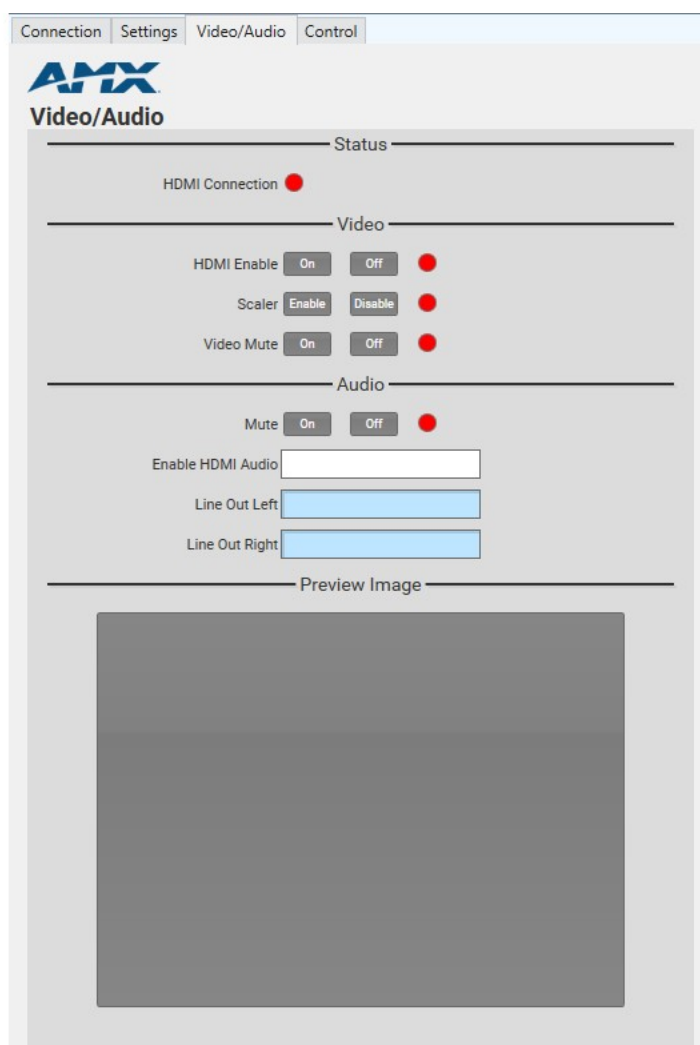 Connection Settings Video/Audio Control
AMX
Video/Audio
Status
HDMI Connection
Video
HDMI Enable On Off
Scaler Enable Disable
Video Mute On Off
Audio
Mute On Off
Enable HDMI Audio
Line Out Left
Line Out Right
Preview Image